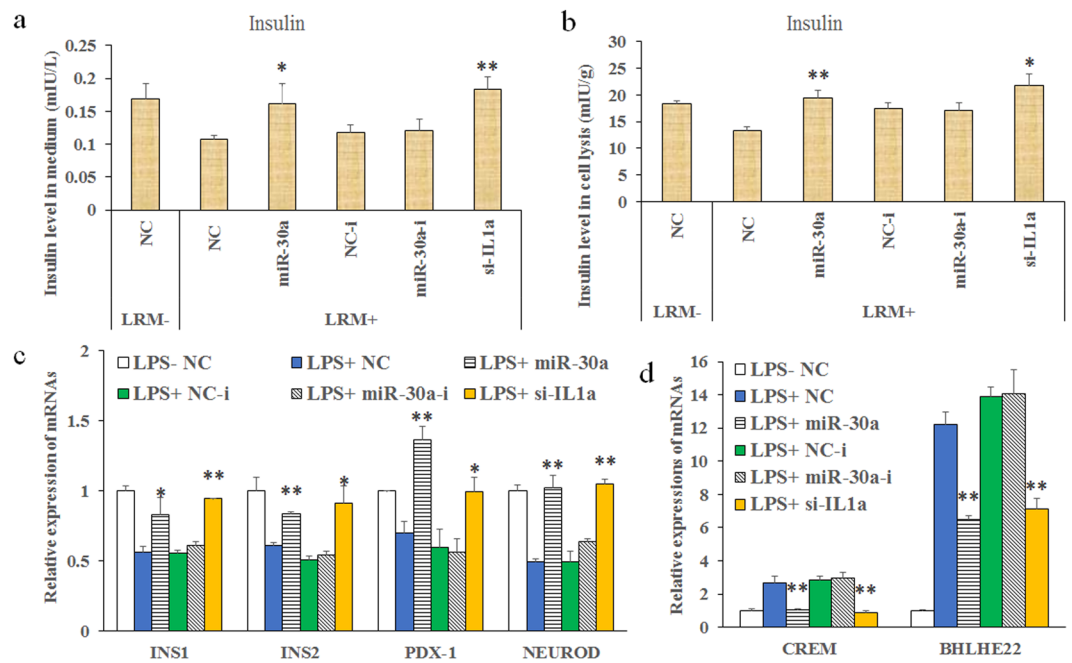 a
Insulin
Insulin level in medium (mIU/L)
0.25
0.2
0.15
0.1
0.05
0
*
**
NC
NC
miR-30a
NC-i
miR-30a-i
si-IL1a
LRM-
LRM+
b
Insulin
Insulin level in cell lysis (mIU/g)
30
25
20
15
10
5
0
**
*
NC
NC
miR-30a
NC-i
miR-30a-i
si-IL1a
LRM-
LRM+
c
Relative expression of mRNAs
2
1.5
1
0.5
0
LPS- NC
LPS+ NC
LPS+ miR-30a
LPS+ NC-i
LPS+ miR-30a-i
LPS+ si-IL1a
*
**
**
*
**
*
**
**
INS1
INS2
PDX-1
NEUROD
d
Relative expressions of mRNAs
16
14
12
10
8
6
4
2
0
LPS- NC
LPS+ NC
LPS+ miR-30a
LPS+ NC-i
LPS+ miR-30a-i
LPS+ si-IL1a
**
**
**
**
CREM
BHLHE22